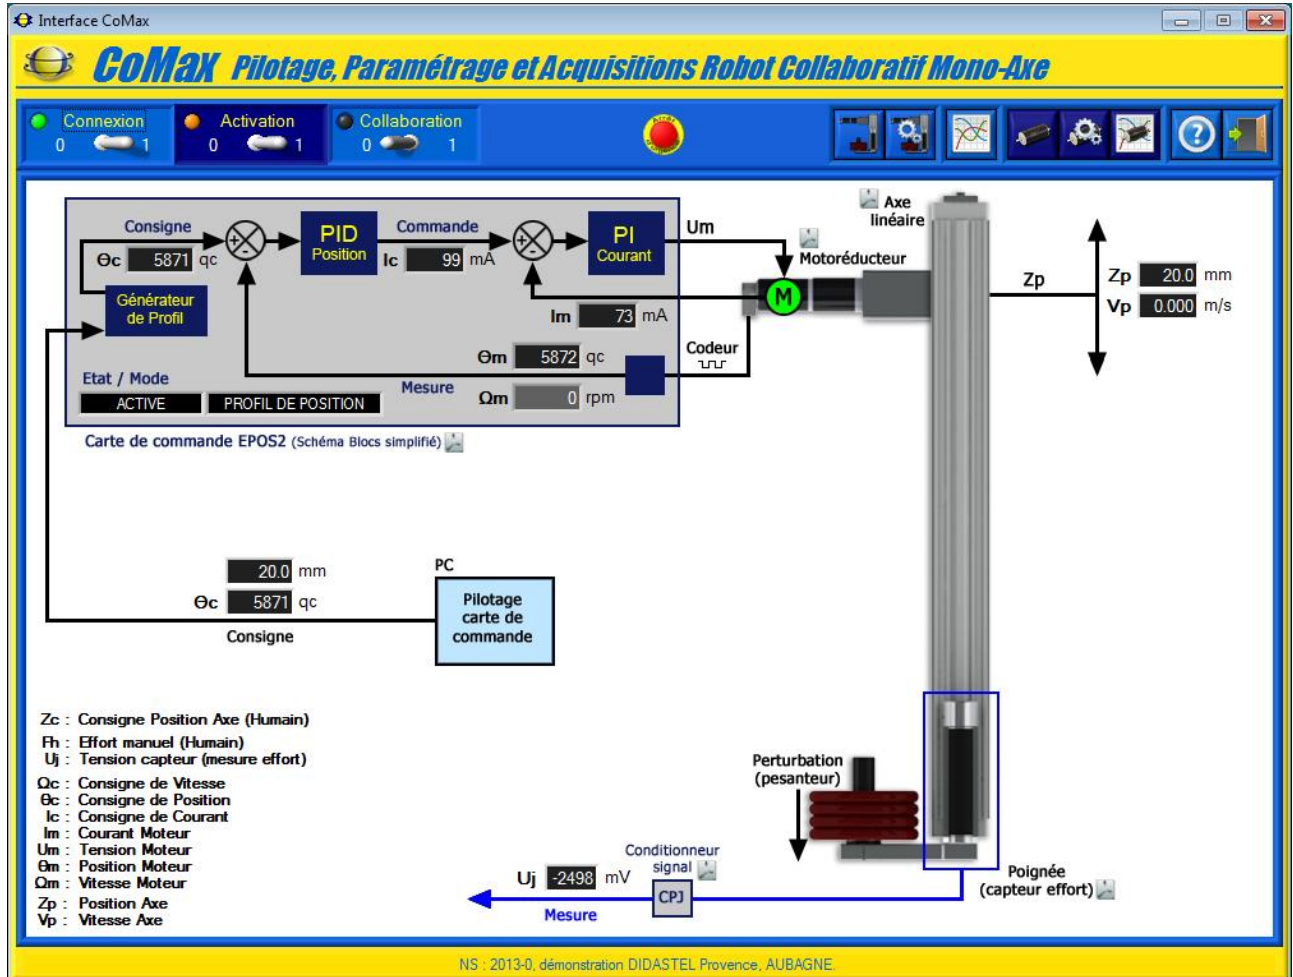 Interface CoMax
CoMax Pilotage, Paramétrage et Acquisitions Robot Collaboratif Mono-Axe
Connexion
0 1
Activation
0 1
Collaboration
0 1
Consigne
Θc 5871 qc
PID
Position
Commande
Ic 99 mA
PI
Courant
Um
Générateur
de Profil
Im 73 mA
Θm 5872 qc
Mesure
Ωm 0 rpm
Etat / Mode
ACTIVE PROFIL DE POSITION
Carte de commande EPOS2 (Schéma Blocs simplifié)
Codeur
M
Motoréducteur
Axe
linéaire
Zp
Zp 20.0 mm
Vp 0.000 m/s
20.0 mm
Θc 5871 qc
Consigne
PC
Pilotage
carte de
commande
Zc : Consigne Position Axe (Humain)
Fh : Effort manuel (Humain)
Uj : Tension capteur (mesure effort)
Ωc : Consigne de Vitesse
Θc : Consigne de Position
Ic : Consigne de Courant
Im : Courant Moteur
Um : Tension Moteur
Θm : Position Moteur
Ωm : Vitesse Moteur
Zp : Position Axe
Vp : Vitesse Axe
Perturbation
(pesanteur)
Conditionneur
signal
Uj -2498 mV
CPJ
Mesure
Poignée
(capteur effort)
NS : 2013-0, démonstration DIDASTEL Provence, AUBAGNE.